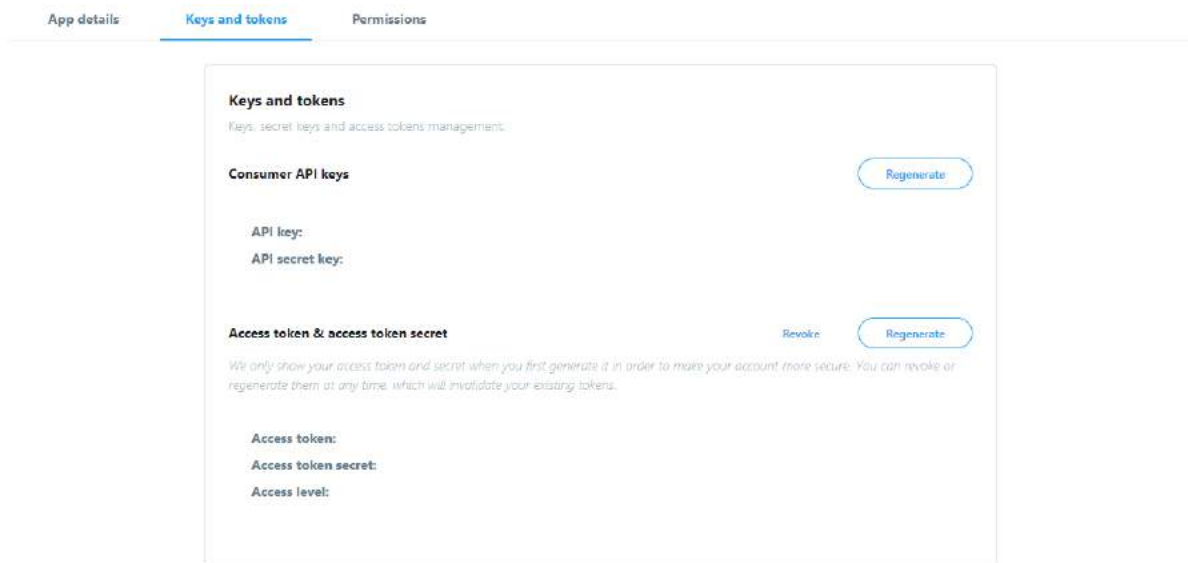 App details Keys and tokens Permissions
Keys and tokens
Keys, secret keys and access tokens management.
Consumer API keys Regenerate
API key:
API secret key:
Access token & access token secret Revoke Regenerate
We only show your access token and secret when you first generate it in order to make your account more secure. You can revoke or
regenerate them at any time, which will invalidate your existing tokens.
Access token:
Access token secret:
Access level: